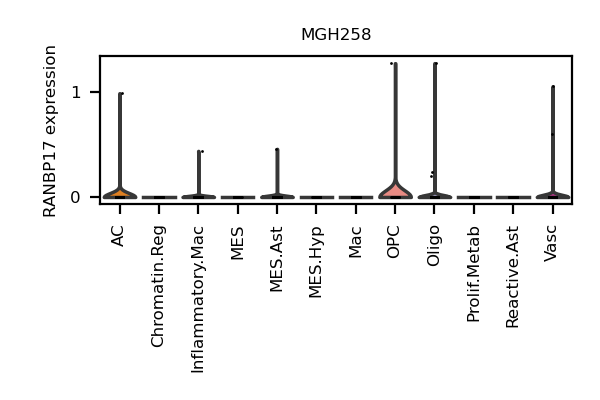 MGH258
RANBP17 expression
1
0
AC
Chromatin.Reg
Inflammatory.Mac
MES
MES.Ast
MES.Hyp
Mac
OPC
Oligo
Prolif.Metab
Reactive.Ast
Vasc